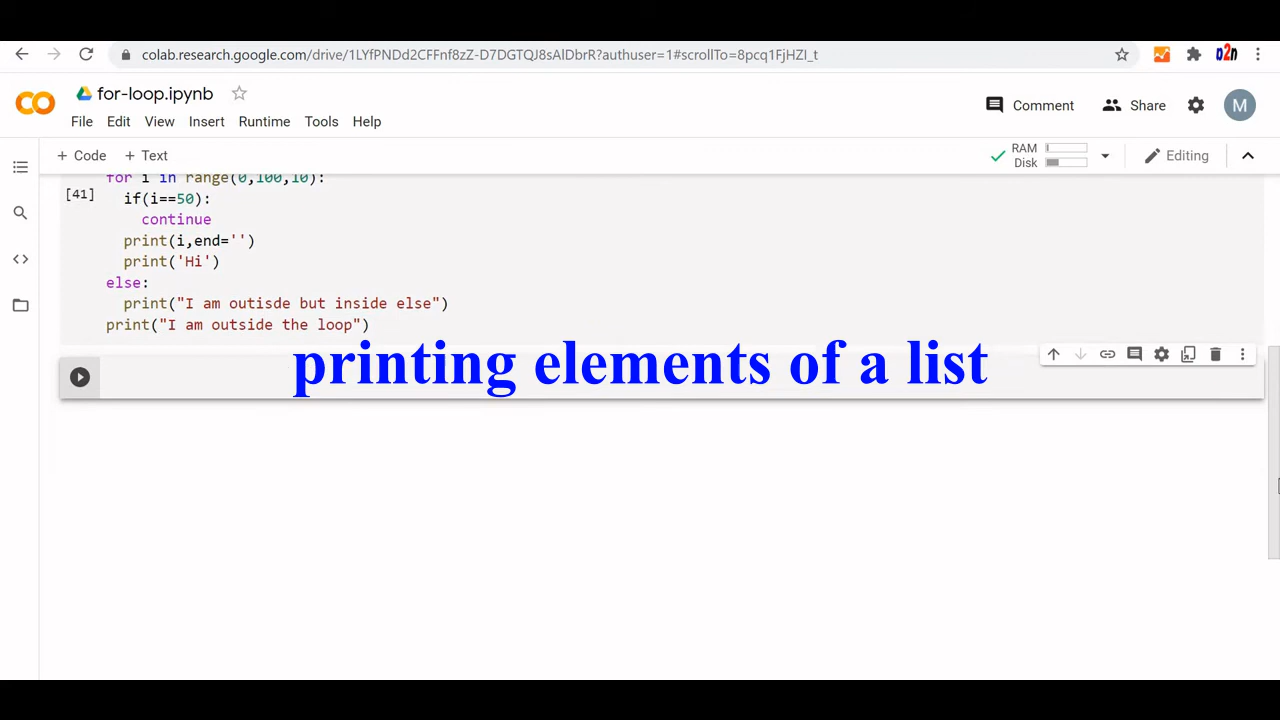 colab.research.google.com/drive/1LYfPNDd2CFFnf8zZ-D7DGTQJ8sAlDbrR?authuser=1#scrollTo=8pcq1FjHZI_t
o2n
for-loop.ipynb
Comment
Share
M
File Edit View Insert Runtime Tools Help
+ Code + Text
RAM
Disk
Editing
for i in range(0,100,10):
[41]
if(i==50):
continue
print(i,end='')
print('Hi')
else:
print("I am outisde but inside else")
print("I am outside the loop")
printing elements of a list